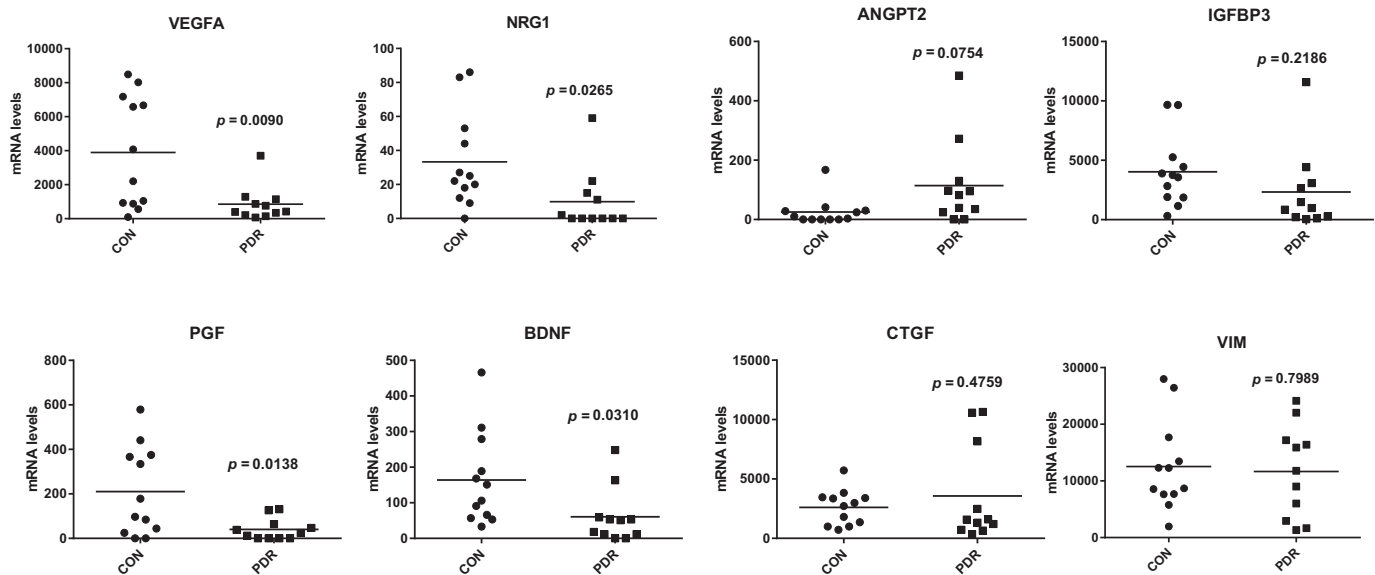 VEGFA
mRNA levels
10000
8000
6000
4000
2000
0
p = 0.0090
CON
PDR
NRG1
mRNA levels
100
80
60
40
20
0
p = 0.0265
CON
PDR
ANGPT2
mRNA levels
600
400
200
0
p = 0.0754
CON
PDR
IGFBP3
mRNA levels
15000
10000
5000
0
p = 0.2186
CON
PDR
PGF
mRNA levels
800
600
400
200
0
p = 0.0138
CON
PDR
BDNF
mRNA levels
500
400
300
200
100
0
p = 0.0310
CON
PDR
CTGF
mRNA levels
15000
10000
5000
0
p = 0.4759
CON
PDR
VIM
mRNA levels
30000
20000
10000
0
p = 0.7989
CON
PDR